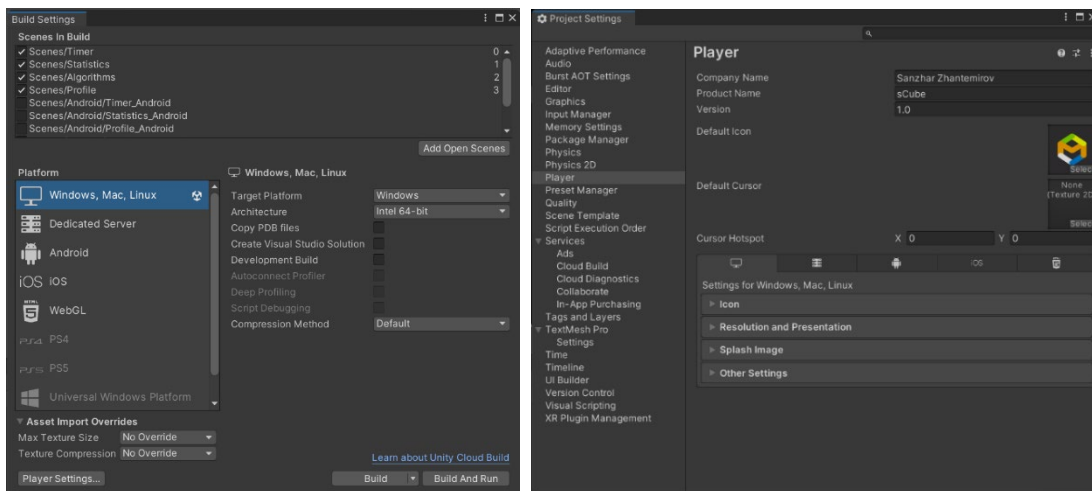 Build Settings
Scenes In Build
Scenes/Timer 0
Scenes/Statistics 1
Scenes/Algorithms 2
Scenes/Profile 3
Scenes/Android/Timer_Android
Scenes/Android/Statistics_Android
Scenes/Android/Profile_Android
Add Open Scenes
Platform
Windows, Mac, Linux
Dedicated Server
Android
iOS iOS
HTML 5 WebGL
PS4 PS4
PS5 PS5
Universal Windows Platform
Windows, Mac, Linux
Target Platform Windows
Architecture Intel 64-bit
Copy PDB files
Create Visual Studio Solution
Development Build
Autoconnect Profiler
Deep Profiling
Script Debugging
Compression Method Default
Asset Import Overrides
Max Texture Size No Override
Texture Compression No Override
Learn about Unity Cloud Build
Player Settings... Build Build And Run
Project Settings
Adaptive Performance
Audio
Burst AOT Settings
Editor
Graphics
Input Manager
Memory Settings
Package Manager
Physics
Physics 2D
Player
Preset Manager
Quality
Scene Template
Script Execution Order
Services
Ads
Cloud Build
Cloud Diagnostics
Collaborate
In-App Purchasing
Tags and Layers
TextMesh Pro
Settings
Time
Timeline
UI Builder
Version Control
Visual Scripting
XR Plugin Management
Player
Company Name Sanzhar Zhantemirov
Product Name sCube
Version 1.0
Default Icon
Selec
Default Cursor
None
(Texture 2D
Selec
Cursor Hotspot X 0 Y 0
iOS
Settings for Windows, Mac, Linux
Icon
Resolution and Presentation
Splash Image
Other Settings